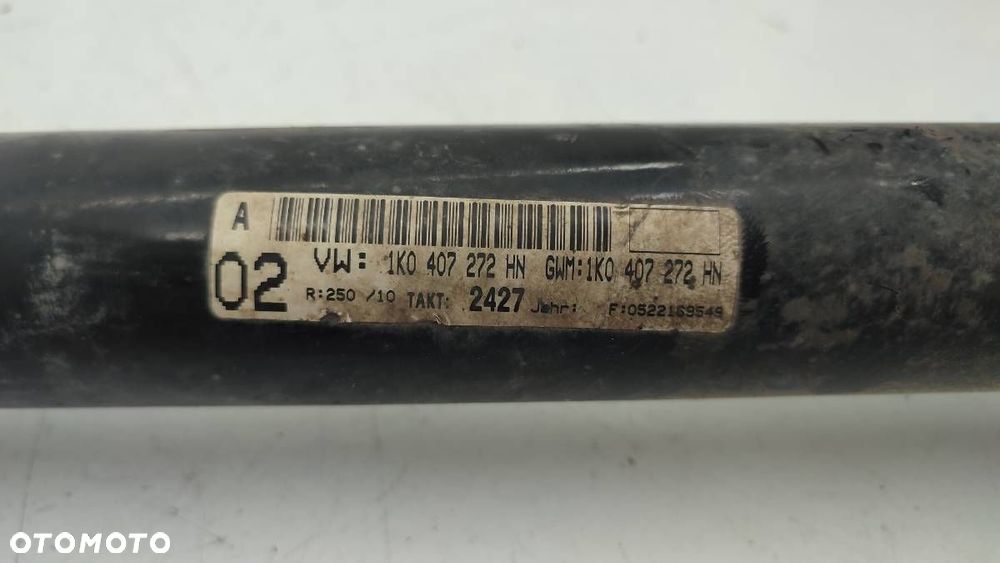 A
02 VW: 1K0 407 272 HN GWM:1K0 407 272 HN
R:250 /10 TAKT: 2427 Jahr: F:0522169549
OTOMOTO